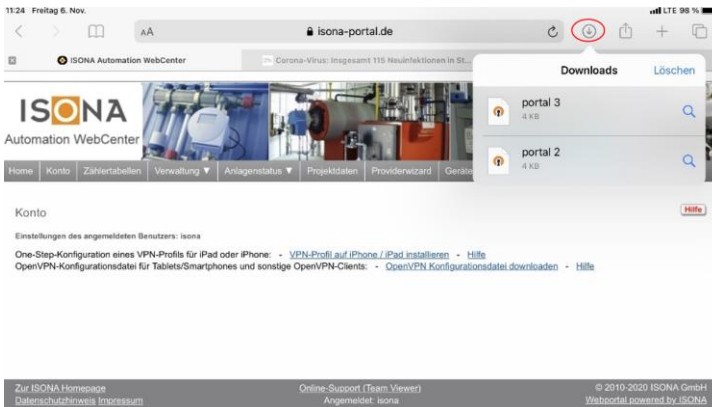 11:24 Freitag 6. Nov.
LTE 98 %
AA
isona-portal.de
ISONA Automation WebCenter
Corona-Virus: Insgesamt 115 Neuinfektionen in St...
Downloads
Löschen
portal 3
4 KB
portal 2
4 KB
ISONA
Automation WebCenter
Home Konto Zählertabellen Verwaltung ▼ Anlagenstatus ▼ Projektdaten Providerwizard Geräte
Konto
Hilfe
Einstellungen des angemeldeten Benutzers: isona
One-Step-Konfiguration eines VPN-Profils für iPad oder iPhone: - VPN-Profil auf iPhone / iPad installieren - Hilfe
OpenVPN-Konfigurationsdatei für Tablets/Smartphones und sonstige OpenVPN-Clients: - OpenVPN Konfigurationsdatei downloaden - Hilfe
Zur ISONA Homepage
Online-Support (Team Viewer)
© 2010-2020 ISONA GmbH
Datenschutzhinweis Impressum
Angemeldet: isona
Webportal powered by ISONA